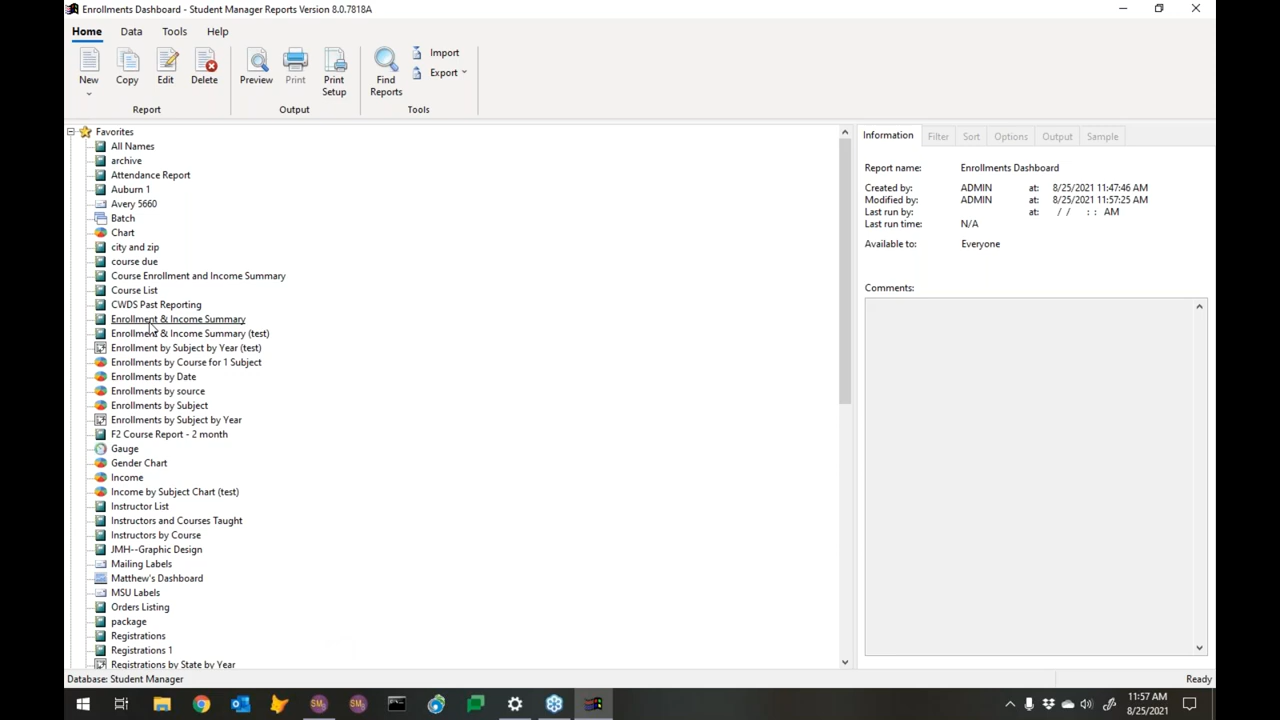 Enrollments Dashboard - Student Manager Reports Version 8.0.7818A
Home Data Tools Help
New Copy Edit Delete Preview Print Print Setup Find Reports Import Export
Report Output Tools
Favorites
All Names
archive
Attendance Report
Auburn 1
Avery 5660
Batch
Chart
city and zip
course due
Course Enrollment and Income Summary
Course List
CWDS Past Reporting
Enrollment & Income Summary
Enrollment & Income Summary (test)
Enrollment by Subject by Year (test)
Enrollments by Course for 1 Subject
Enrollments by Date
Enrollments by source
Enrollments by Subject
Enrollments by Subject by Year
F2 Course Report - 2 month
Gauge
Gender Chart
Income
Income by Subject Chart (test)
Instructor List
Instructors and Courses Taught
Instructors by Course
JMH--Graphic Design
Mailing Labels
Matthew's Dashboard
MSU Labels
Orders Listing
package
Registrations
Registrations 1
Registrations by State by Year
Information Filter Sort Options Output Sample
Report name: Enrollments Dashboard
Created by: ADMIN at: 8/25/2021 11:47:46 AM
Modified by: ADMIN at: 8/25/2021 11:57:25 AM
Last run by: at: / / : : AM
Last run time: N/A
Available to: Everyone
Comments:
Database: Student Manager Ready
11:57 AM
8/25/2021